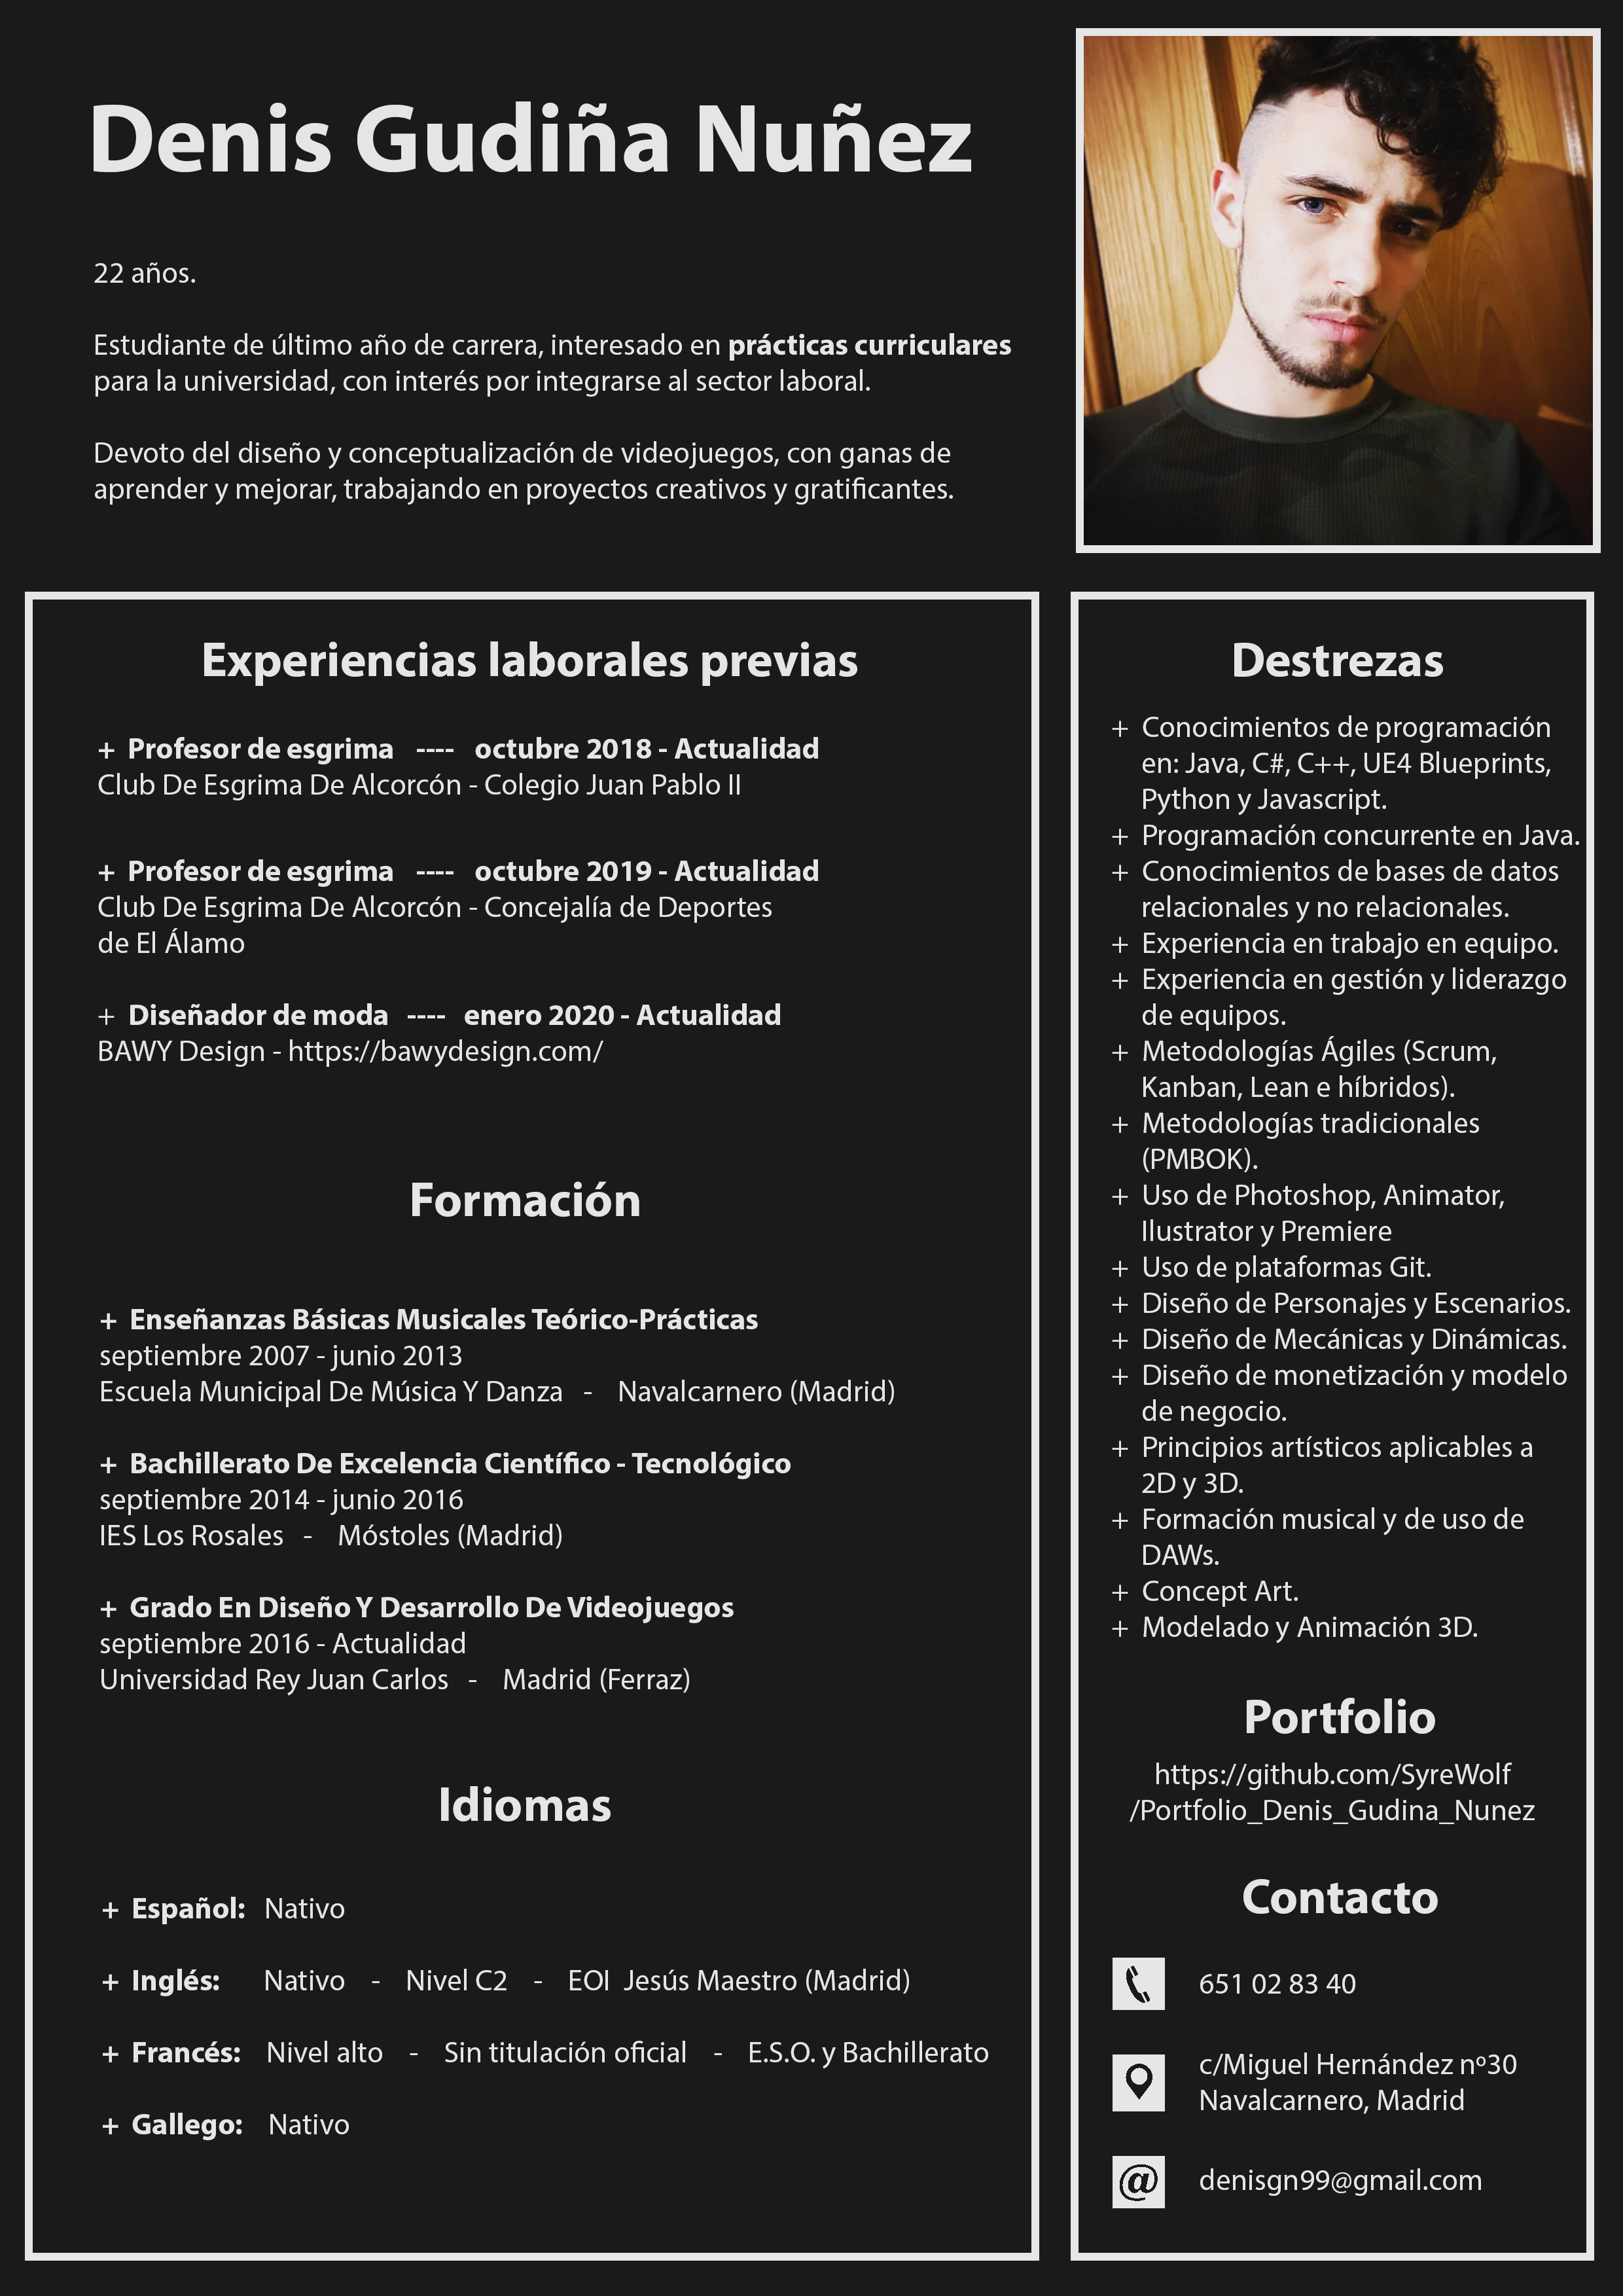 Denis Gudiña Nuñez
22 años.
Estudiante de último año de carrera, interesado en prácticas curriculares
para la universidad, con interés por integrarse al sector laboral.
Devoto del diseño y conceptualización de videojuegos, con ganas de
aprender y mejorar, trabajando en proyectos creativos y gratificantes.
Experiencias laborales previas
+ Profesor de esgrima ---- octubre 2018 - Actualidad
Club De Esgrima De Alcorcón - Colegio Juan Pablo II
+ Profesor de esgrima ---- octubre 2019 - Actualidad
Club De Esgrima De Alcorcón - Concejalía de Deportes
de El Álamo
+ Diseñador de moda ---- enero 2020 - Actualidad
BAWY Design - https://bawydesign.com/
Formación
+ Enseñanzas Básicas Musicales Teórico-Prácticas
septiembre 2007 - junio 2013
Escuela Municipal De Música Y Danza - Navalcarnero (Madrid)
+ Bachillerato De Excelencia Científico - Tecnológico
septiembre 2014 - junio 2016
IES Los Rosales - Móstoles (Madrid)
+ Grado En Diseño Y Desarrollo De Videojuegos
septiembre 2016 - Actualidad
Universidad Rey Juan Carlos - Madrid (Ferraz)
Idiomas
+ Español: Nativo
+ Inglés: Nativo - Nivel C2 - EOI Jesús Maestro (Madrid)
+ Francés: Nivel alto - Sin titulación oficial - E.S.O. y Bachillerato
+ Gallego: Nativo
Destrezas
+ Conocimientos de programación
en: Java, C#, C++, UE4 Blueprints,
Python y Javascript.
+ Programación concurrente en Java.
+ Conocimientos de bases de datos
relacionales y no relacionales.
+ Experiencia en trabajo en equipo.
+ Experiencia en gestión y liderazgo
de equipos.
+ Metodologías Ágiles (Scrum,
Kanban, Lean e híbridos).
+ Metodologías tradicionales
(PMBOK).
+ Uso de Photoshop, Animator,
Ilustrator y Premiere
+ Uso de plataformas Git.
+ Diseño de Personajes y Escenarios.
+ Diseño de Mecánicas y Dinámicas.
+ Diseño de monetización y modelo
de negocio.
+ Principios artísticos aplicables a
2D y 3D.
+ Formación musical y de uso de
DAWs.
+ Concept Art.
+ Modelado y Animación 3D.
Portfolio
https://github.com/SyreWolf
/Portfolio_Denis_Gudina_Nunez
Contacto
651 02 83 40
c/Miguel Hernández nº30
Navalcarnero, Madrid
@ denisgn99@gmail.com